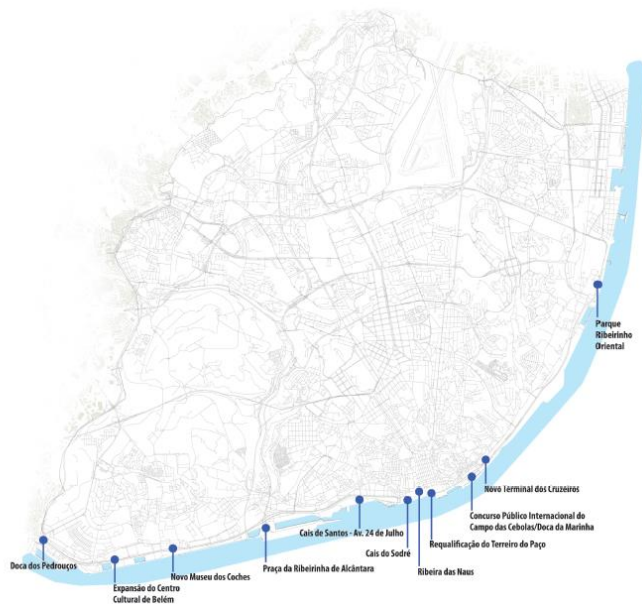 Parque
Ribeirinho
Oriental
Novo Terminal dos Cruzeiros
Concurso Público Internacional do
Campo das Cebolas/Doca da Marinha
Cais de Santos - Av. 24 de Julho
Requalificação do Terreiro do Paço
Cais do Sodré
Praça da Ribeirinha de Alcântara
Ribeira das Naus
Doca dos Pedrouços
Novo Museu dos Coches
Expansão do Centro
Cultural de Belém